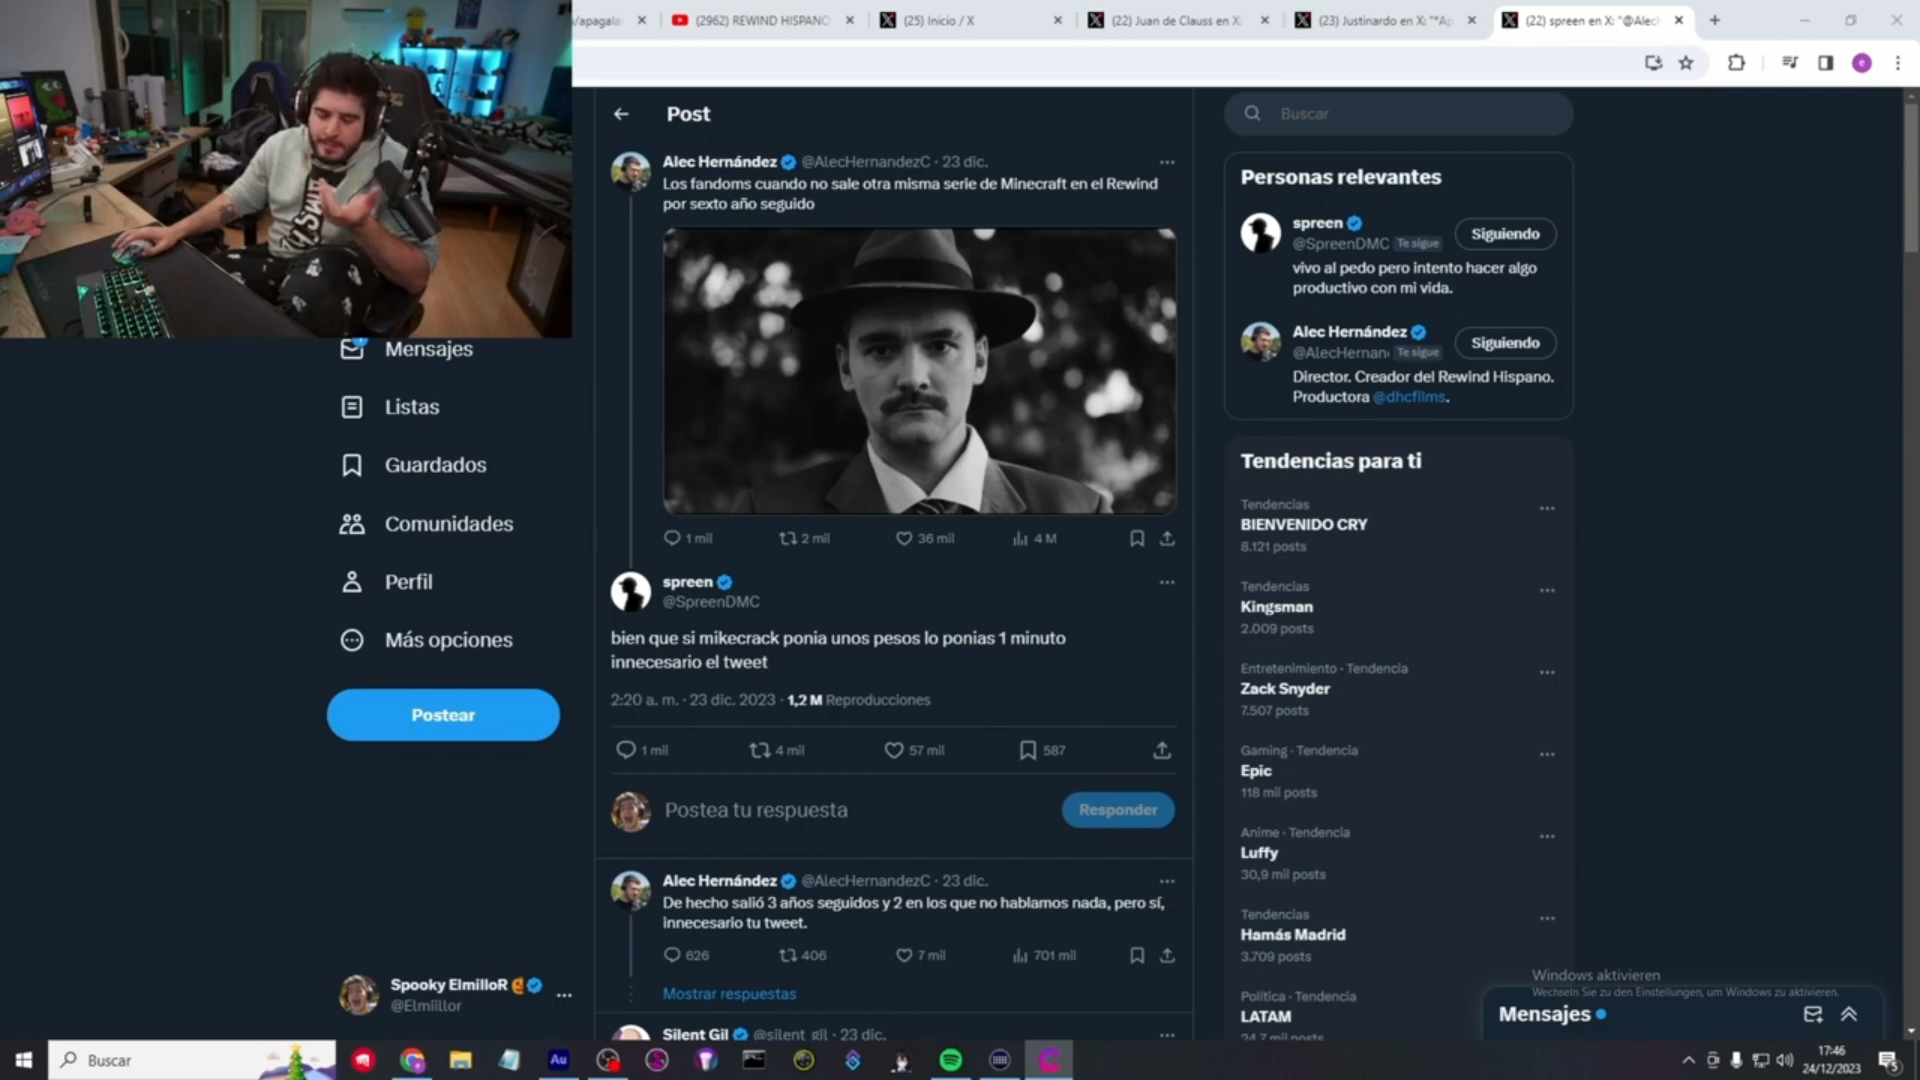 (2962) REWIND HISPANO
(25) Inicio / X
(22) Juan de Clauss en X:
(23) Justinardo en X: "*Ap
(22) spreen en X: "@Alec
Post
Buscar
Alec Hernández @AlecHernandezC · 23 dic.
Los fandoms cuando no sale otra misma serie de Minecraft en el Rewind
por sexto año seguido
1 mil 2 mil 36 mil 4 M
spreen
@SpreenDMC
bien que si mikecrack ponia unos pesos lo ponias 1 minuto
innecesario el tweet
2:20 a. m. · 23 dic. 2023 · 1,2 M Reproducciones
1 mil 4 mil 57 mil 587
Postea tu respuesta
Responder
Alec Hernández @AlecHernandezC · 23 dic.
De hecho salió 3 años seguidos y 2 en los que no hablamos nada, pero sí,
innecesario tu tweet.
626 406 7 mil 701 mil
Mostrar respuestas
Silent Gil @silent_gil · 23 dic.
Mensajes
Listas
Guardados
Comunidades
Perfil
Más opciones
Postear
Spooky ElmilloR
@Elmiillor
Personas relevantes
spreen
@SpreenDMC Te sigue
Siguiendo
vivo al pedo pero intento hacer algo
productivo con mi vida.
Alec Hernández
@AlecHernan Te sigue
Siguiendo
Director. Creador del Rewind Hispano.
Productora @dhcfilms.
Tendencias para ti
Tendencias
BIENVENIDO CRY
8.121 posts
Tendencias
Kingsman
2.009 posts
Entretenimiento · Tendencia
Zack Snyder
7.507 posts
Gaming · Tendencia
Epic
118 mil posts
Anime · Tendencia
Luffy
30,9 mil posts
Tendencias
Hamás Madrid
3.709 posts
Política · Tendencia
LATAM
24,7 mil posts
Windows aktivieren
Wechseln Sie zu den Einstellungen, um Windows zu aktivieren.
Mensajes
Buscar
Au
17:46
24/12/2023
5